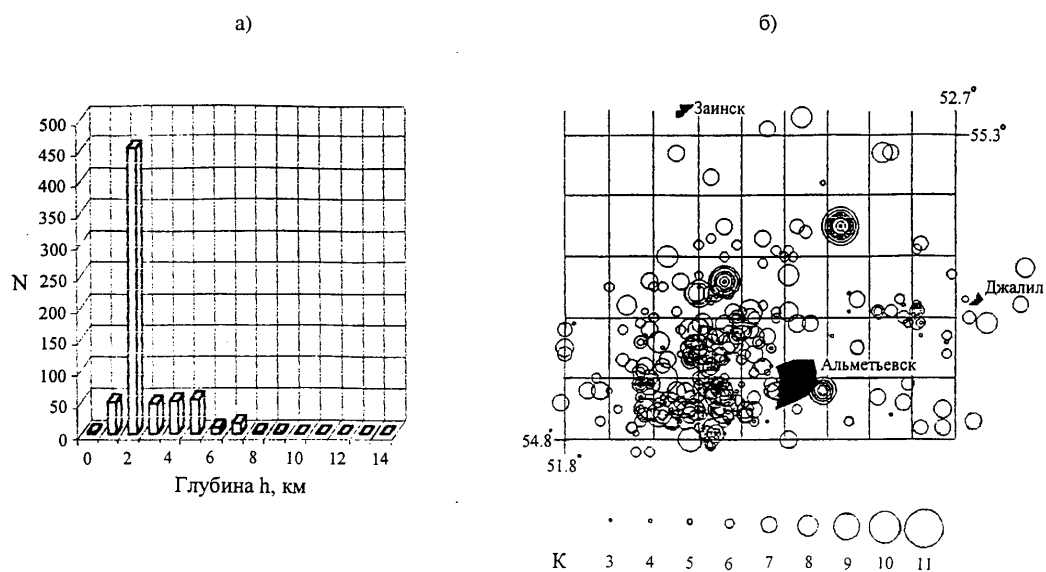 а)
б)
500
450
400
350
300
250
200
150
100
50
0
N
0 2 4 6 8 10 12 14
Глубина h, км
52.7°
Заинск
55.3°
Джалил
Альметьевск
54.8°
51.8°
К 3 4 5 6 7 8 9 10 11